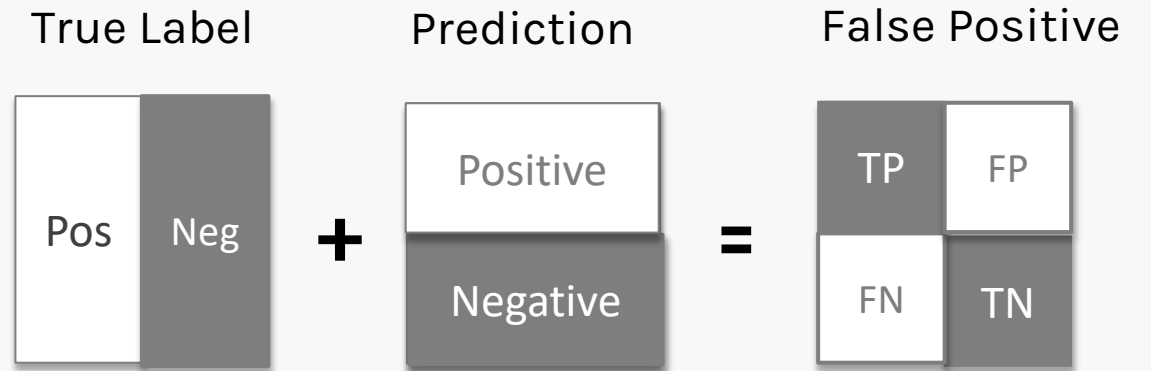 True Label
Prediction
False Positive
Pos
Neg
+
Positive
Negative
=
TP
FP
FN
TN